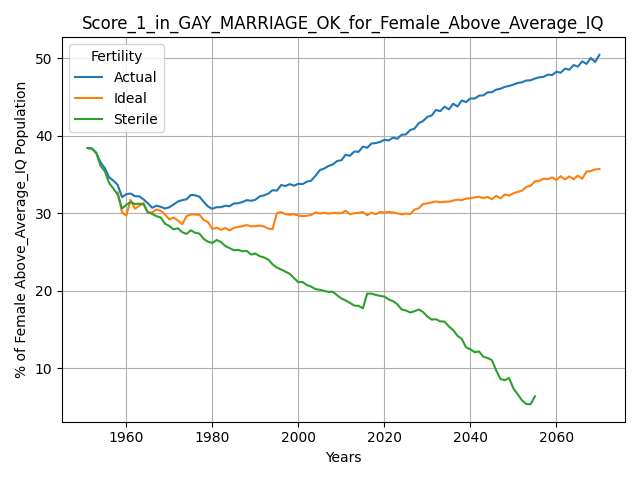 Score_1_in_GAY_MARRIAGE_OK_for_Female_Above_Average_IQ
Fertility
Actual
Ideal
Sterile
% of Female Above_Average_IQ Population
50
40
30
20
10
1960 1980 2000 2020 2040 2060
Years